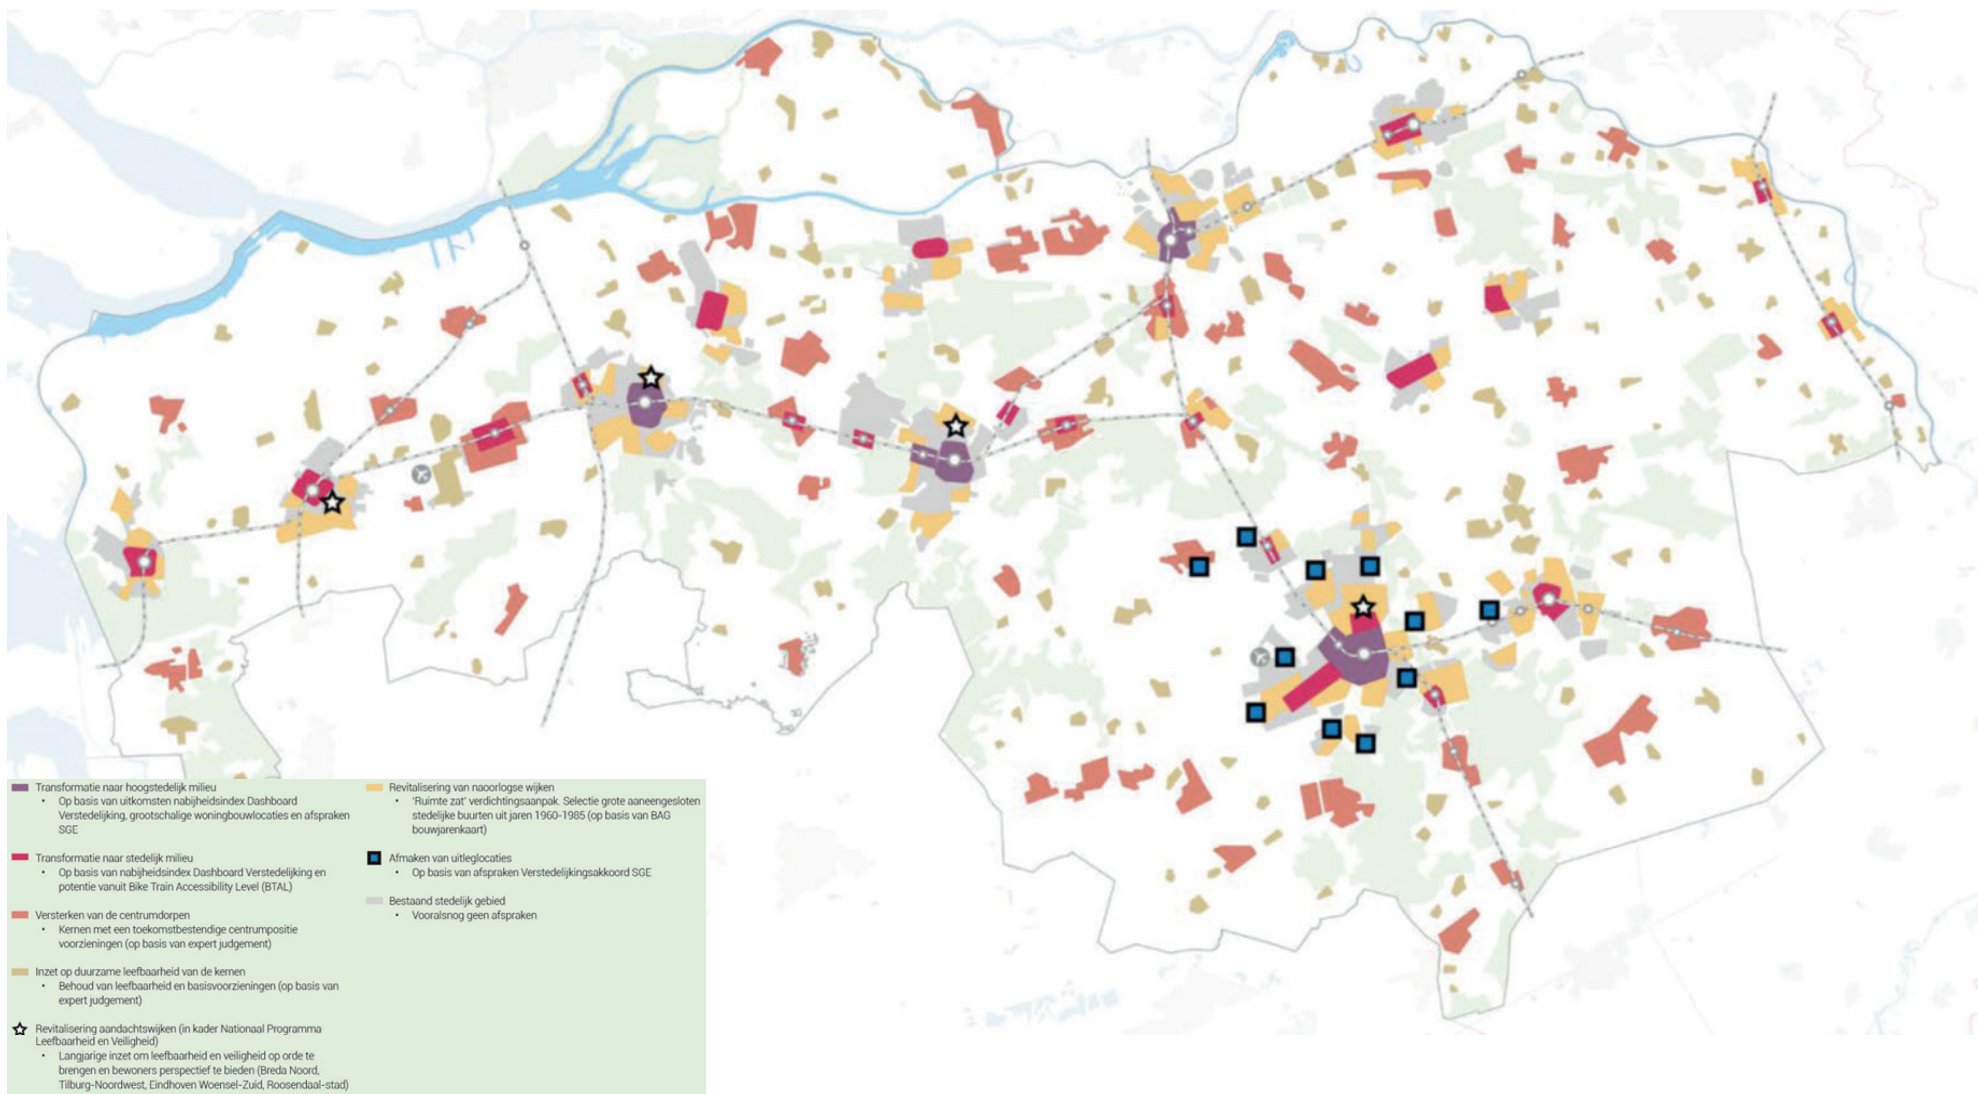 Transformatie naar hoogstedelijk milieu
• Op basis van uitkomsten nabijheidsindex Dashboard
Verstedelijking, grootschalige woningbouwlocaties en afspraken
SGE
Transformatie naar stedelijk milieu
• Op basis van nabijheidsindex Dashboard Verstedelijking en
potentie vanuit Bike Train Accessibility Level (BTAL)
Versterken van de centrumdorpen
• Kernen met een toekomstbestendige centrumpositie
voorzieningen (op basis van expert judgement)
Inzet op duurzame leefbaarheid van de kernen
• Behoud van leefbaarheid en basisvoorzieningen (op basis van
expert judgement)
Revitalisering aandachtswijken (in kader Nationaal Programma
Leefbaarheid en Veiligheid)
• Langjarige inzet om leefbaarheid en veiligheid op orde te
brengen en bewoners perspectief te bieden (Breda Noord,
Tilburg-Noordwest, Eindhoven Woensel-Zuid, Roosendaal-stad)
Revitalisering van naoorlogse wijken
• 'Ruimte zat' verdichtingsaanpak. Selectie grote aaneengesloten
stedelijke buurten uit jaren 1960-1985 (op basis van BAG
bouwjarenkaart)
Afmaken van uitleglocaties
• Op basis van afspraken Verstedelijkingsakkoord SGE
Bestaand stedelijk gebied
• Vooralsnog geen afspraken